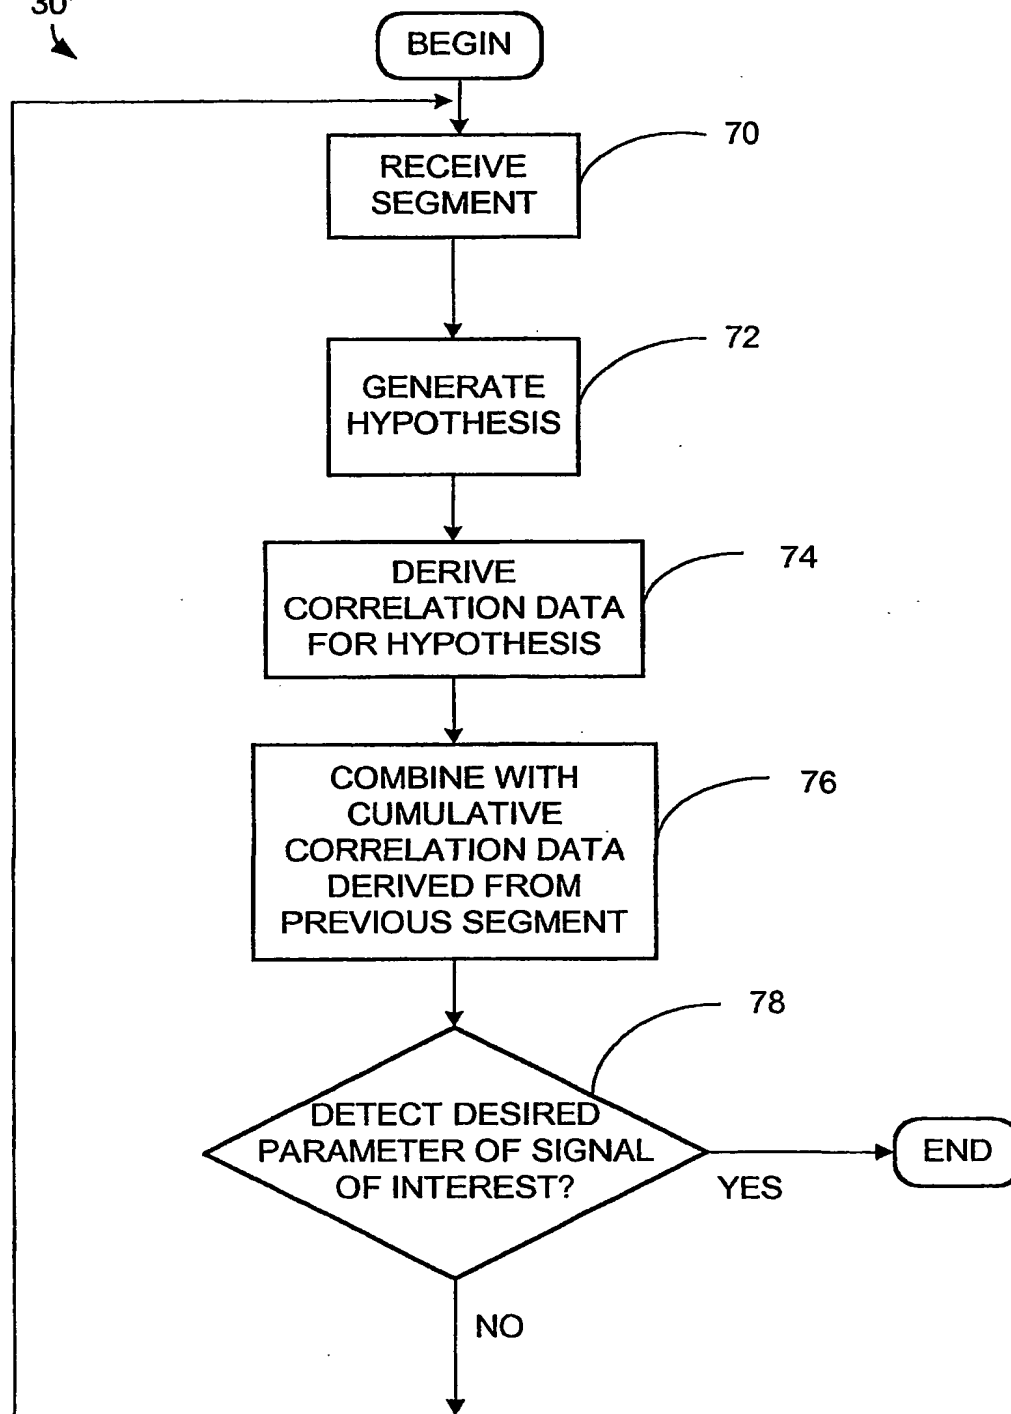 30
BEGIN
RECEIVE
SEGMENT
70
GENERATE
HYPOTHESIS
72
DERIVE
CORRELATION DATA
FOR HYPOTHESIS
74
COMBINE WITH
CUMULATIVE
CORRELATION DATA
DERIVED FROM
PREVIOUS SEGMENT
76
DETECT DESIRED
PARAMETER OF SIGNAL
OF INTEREST?
78
YES
END
NO